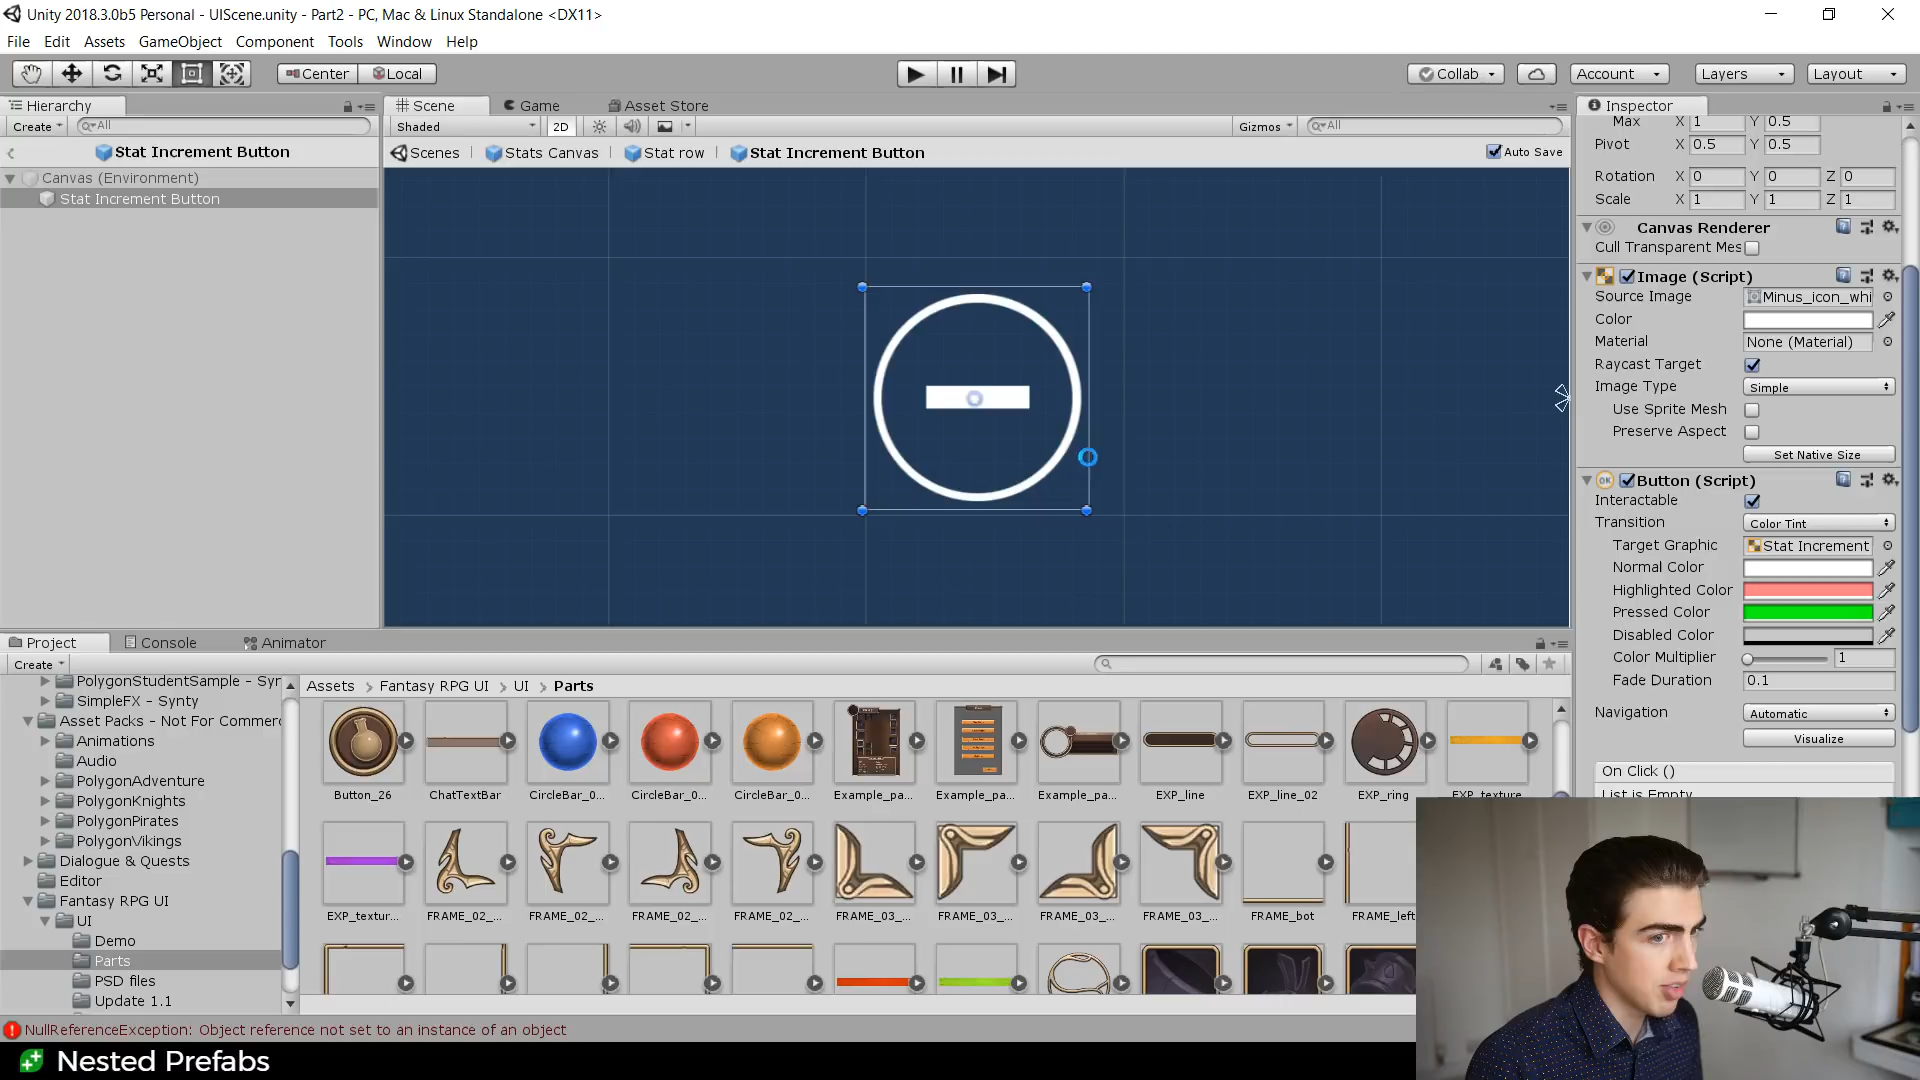 Unity 2018.3.0b5 Personal - UIScene.unity - Part2 - PC, Mac & Linux Standalone <DX11>
File Edit Assets GameObject Component Tools Window Help
Center Local Collab Account Layers Layout
Hierarchy
Create All
Stat Increment Button
Canvas (Environment)
Stat Increment Button
Scene Game Asset Store
Shaded 2D Gizmos All
Scenes Stats Canvas Stat row Stat Increment Button Auto Save
Inspector
Max X 1 Y 0.5
Pivot X 0.5 Y 0.5
Rotation X 0 Y 0 Z 0
Scale X 1 Y 1 Z 1
Canvas Renderer
Cull Transparent Mes
Image (Script)
Source Image Minus_icon_whi
Color
Material None (Material)
Raycast Target
Image Type Simple
Use Sprite Mesh
Preserve Aspect
Set Native Size
OK Button (Script)
Interactable
Transition Color Tint
Target Graphic Stat Increment
Normal Color
Highlighted Color
Pressed Color
Disabled Color
Color Multiplier 1
Fade Duration 0.1
Navigation Automatic
Visualize
On Click ()
List is Empty
Project Console Animator
Create
PolygonStudentSample - Syn
SimpleFX - Synty
Asset Packs - Not For Commerc
Animations
Audio
PolygonAdventure
PolygonKnights
PolygonPirates
PolygonVikings
Dialogue & Quests
Editor
Fantasy RPG UI
UI
Demo
Parts
PSD files
Update 1.1
Assets > Fantasy RPG UI > UI > Parts
Button_26 ChatTextBar CircleBar_0... CircleBar_0... CircleBar_0... Example_pa... Example_pa... Example_pa... EXP_line EXP_line_02 EXP_ring EXP_texture
EXP_textur... FRAME_02_... FRAME_02_... FRAME_02_... FRAME_02_... FRAME_03_... FRAME_03_... FRAME_03_... FRAME_03_... FRAME_bot FRAME_left
NullReferenceException: Object reference not set to an instance of an object
Nested Prefabs